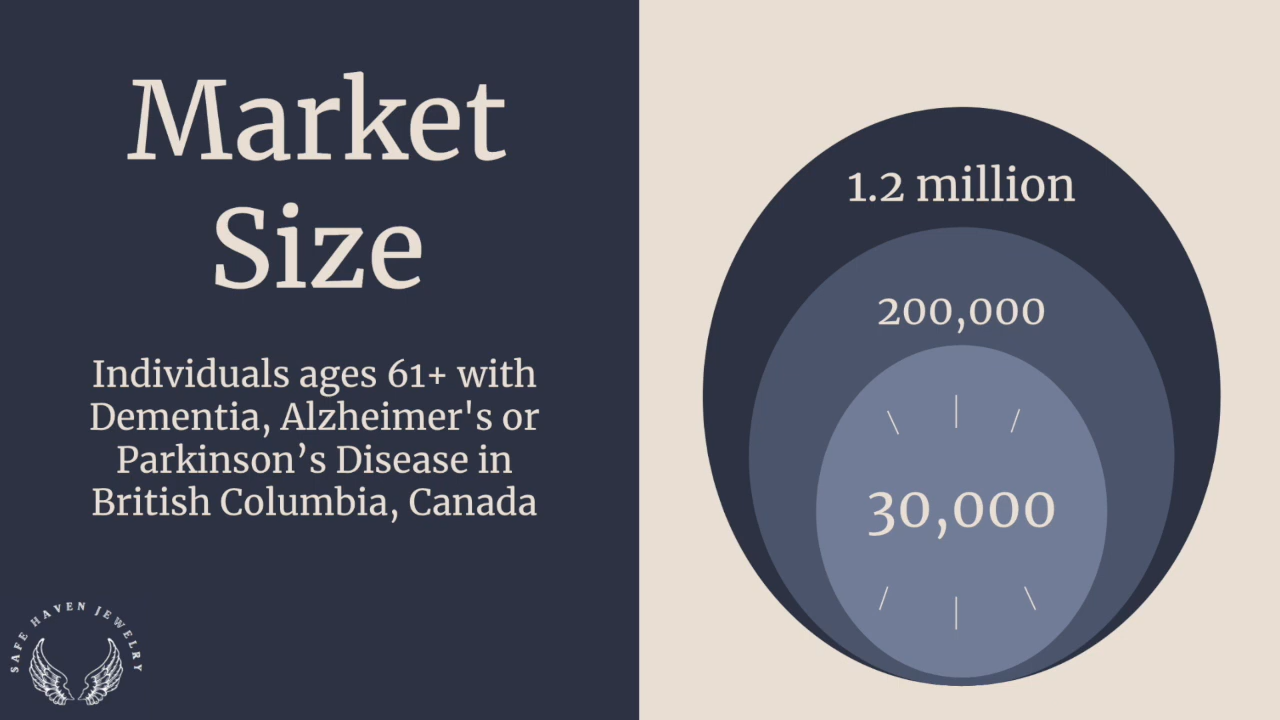 Market
Size
Individuals ages 61+ with
Dementia, Alzheimer's or
Parkinson’s Disease in
British Columbia, Canada
SAFE HAVEN JEWELRY
1.2 million
200,000
30,000